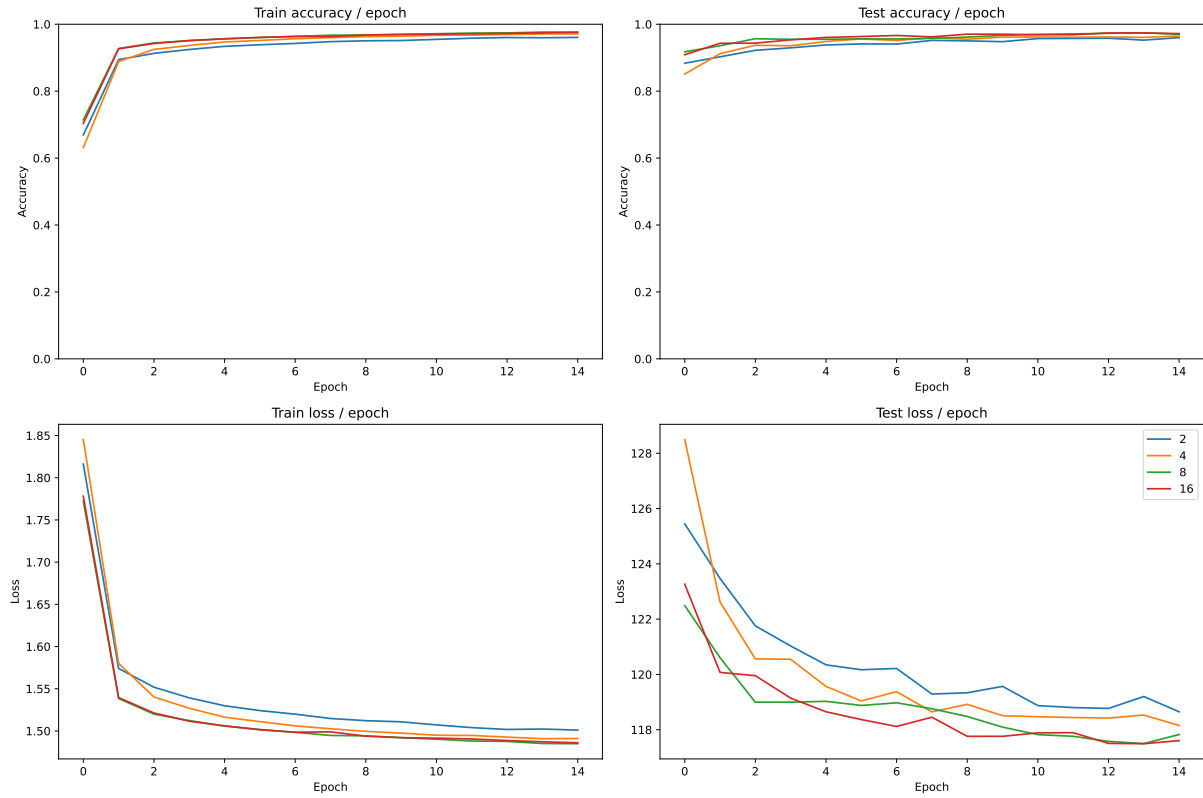 Train accuracy / epoch
1.0
0.8
0.6
0.4
0.2
0.0
Accuracy
0 2 4 6 8 10 12 14
Epoch
Test accuracy / epoch
1.0
0.8
0.6
0.4
0.2
0.0
Accuracy
0 2 4 6 8 10 12 14
Epoch
Train loss / epoch
1.85
1.80
1.75
1.70
1.65
1.60
1.55
1.50
Loss
0 2 4 6 8 10 12 14
Epoch
Test loss / epoch
128
126
124
122
120
118
Loss
2
4
8
16
0 2 4 6 8 10 12 14
Epoch